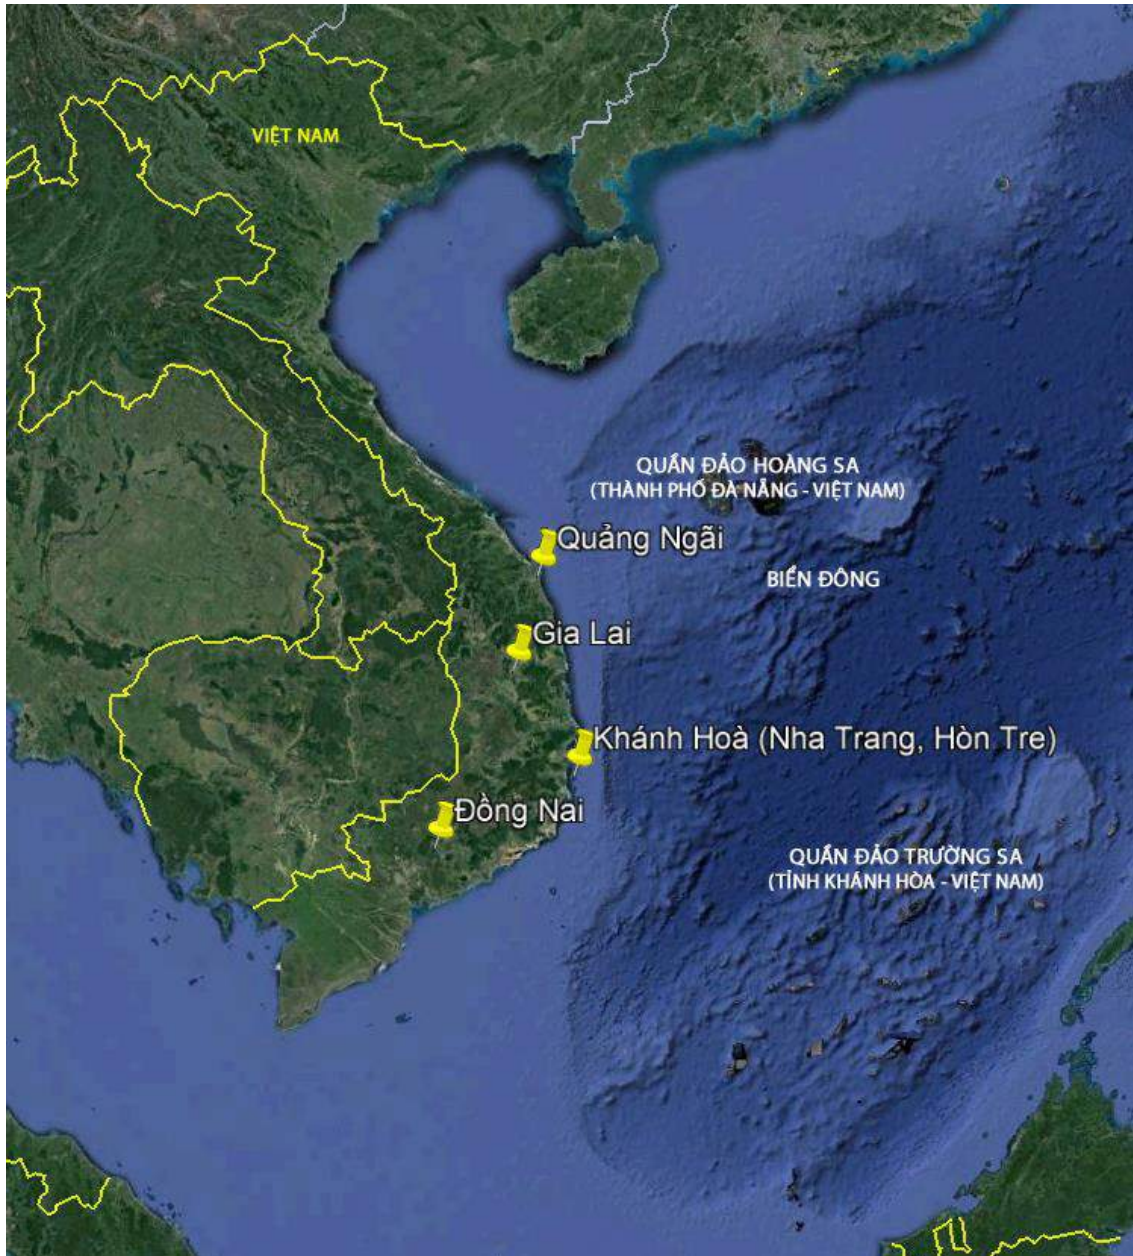 VIỆT NAM
QUẦN ĐẢO HOÀNG SA
(THÀNH PHỐ ĐÀ NẴNG - VIỆT NAM)
Quảng Ngãi
BIỂN ĐÔNG
Gia Lai
Khánh Hoà (Nha Trang, Hòn Tre)
Đồng Nai
QUẦN ĐẢO TRƯỜNG SA
(TỈNH KHÁNH HÒA - VIỆT NAM)